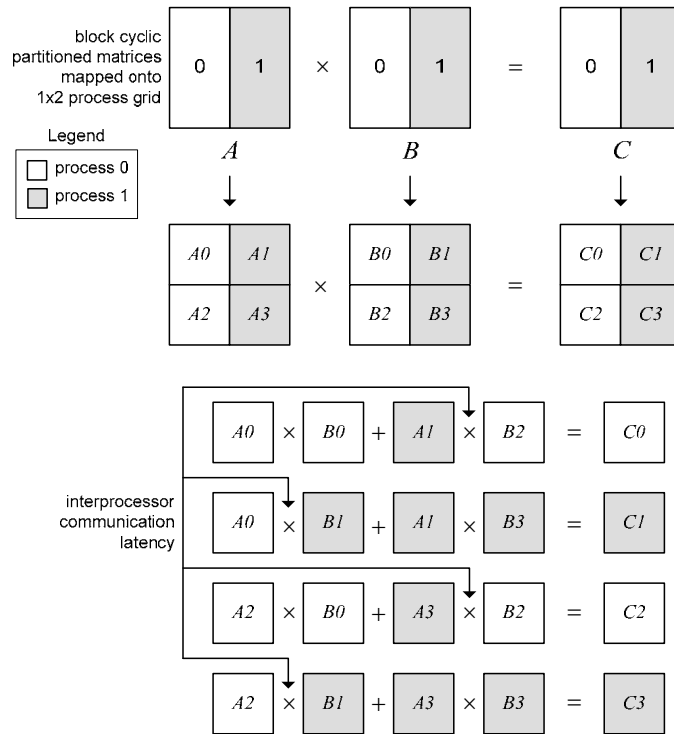 block cyclic
partitioned matrices
mapped onto
1x2 process grid
0 1 × 0 1 = 0 1
Legend
process 0
process 1
A B C
A0 A1 B0 B1 C0 C1
× =
A2 A3 B2 B3 C2 C3
A0 × B0 + A1 × B2 = C0
interprocessor
communication
latency
A0 × B1 + A1 × B3 = C1
A2 × B0 + A3 × B2 = C2
A2 × B1 + A3 × B3 = C3